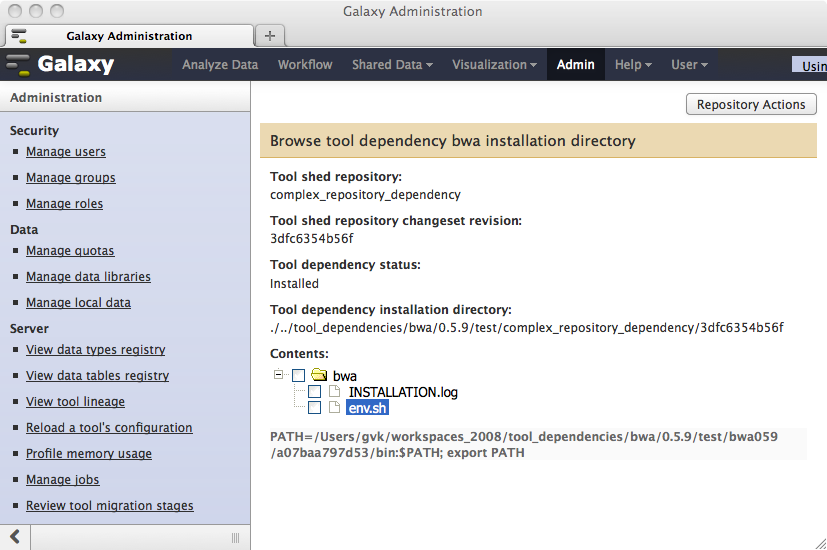 Galaxy Administration
Galaxy Administration
Galaxy Analyze Data Workflow Shared Data Visualization Admin Help User Usin
Administration
Security
Manage users
Manage groups
Manage roles
Data
Manage quotas
Manage data libraries
Manage local data
Server
View data types registry
View data tables registry
View tool lineage
Reload a tool's configuration
Profile memory usage
Manage jobs
Review tool migration stages
Repository Actions
Browse tool dependency bwa installation directory
Tool shed repository:
complex_repository_dependency
Tool shed repository changeset revision:
3dfc6354b56f
Tool dependency status:
Installed
Tool dependency installation directory:
./../tool_dependencies/bwa/0.5.9/test/complex_repository_dependency/3dfc6354b56f
Contents:
bwa
INSTALLATION.log
env.sh
PATH=/Users/gvk/workspaces_2008/tool_dependencies/bwa/0.5.9/test/bwa059
/a07baa797d53/bin:$PATH; export PATH